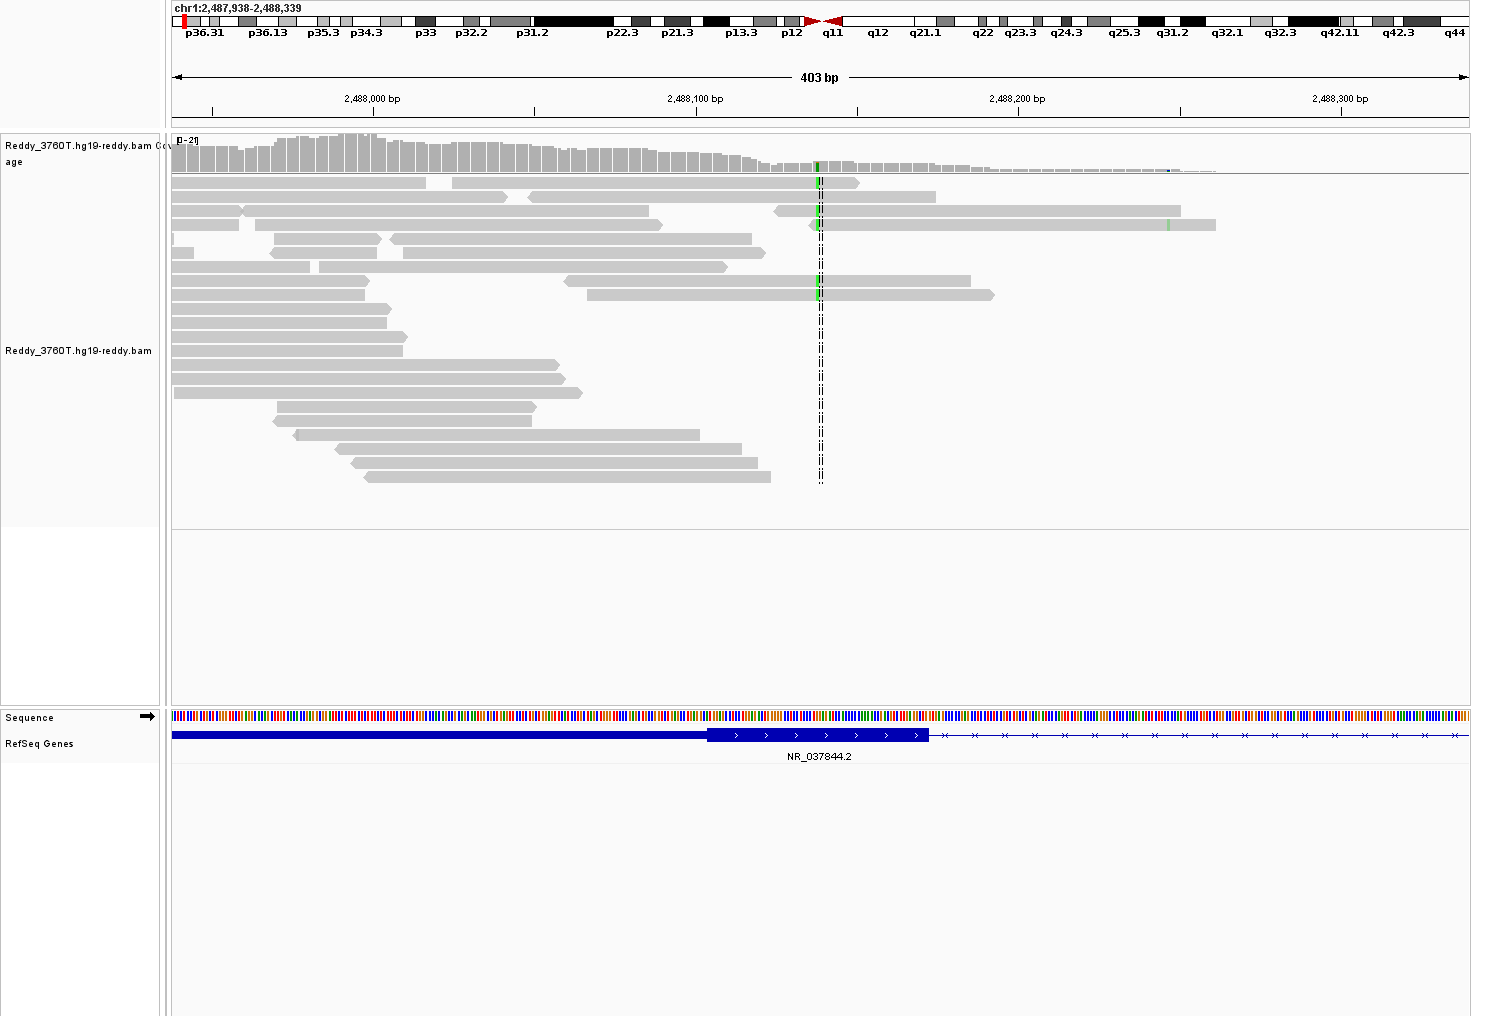 chr1:2,487,938-2,488,339
p36.31 p36.13 p35.3 p34.3 p33 p32.2 p31.2 p22.3 p21.3 p13.3 p12 q11 q12 q21.1 q22 q23.3 q24.3 q25.3 q31.2 q32.1 q32.3 q42.11 q42.3 q44
403 bp
2,488,000 bp 2,488,100 bp 2,488,200 bp 2,488,300 bp
[0-21]
Reddy_3760T.hg19-reddy.bam Cov
age
Reddy_3760T.hg19-reddy.bam
Sequence
RefSeq Genes
NR_037844.2